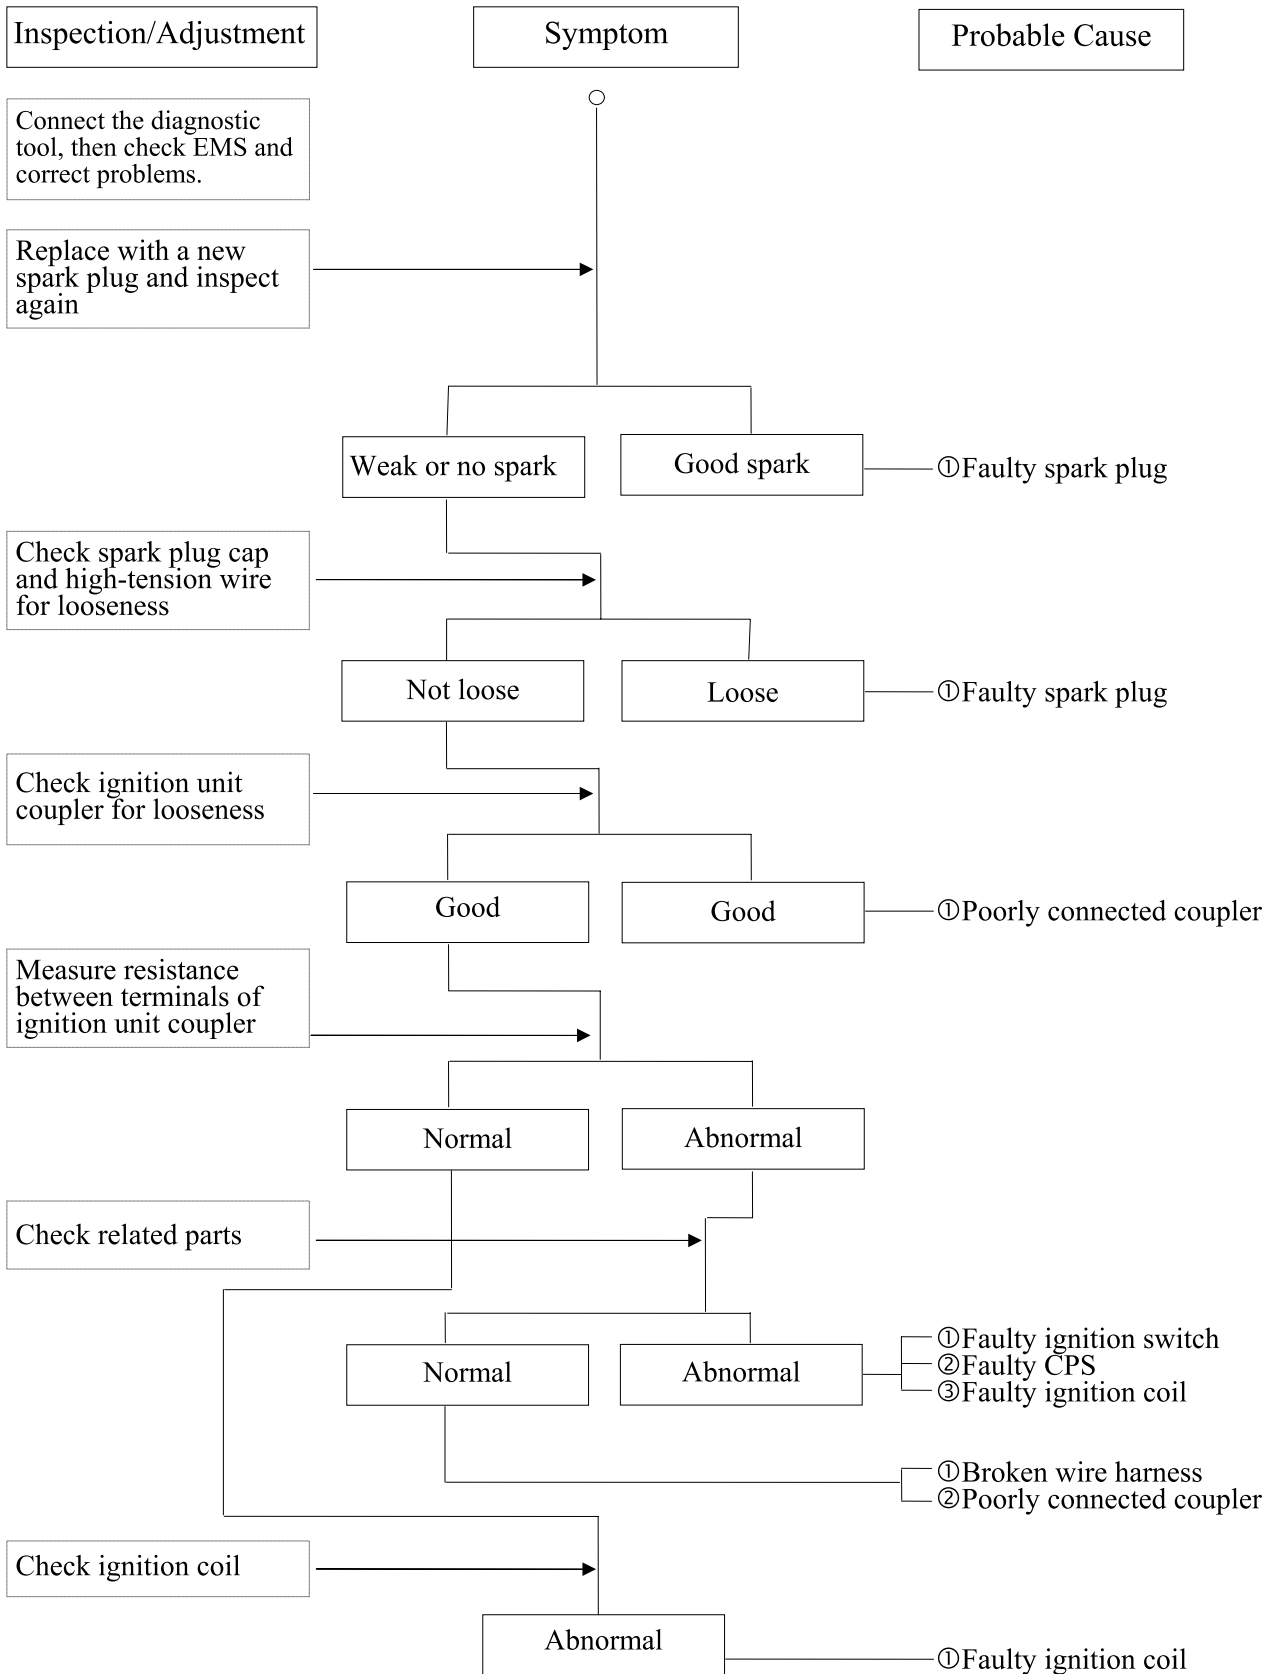 Inspection/Adjustment
Symptom
Probable Cause
Connect the diagnostic
tool, then check EMS and
correct problems.
Replace with a new
spark plug and inspect
again
Weak or no spark
Good spark
①Faulty spark plug
Check spark plug cap
and high-tension wire
for looseness
Not loose
Loose
①Faulty spark plug
Check ignition unit
coupler for looseness
Good
Good
①Poorly connected coupler
Measure resistance
between terminals of
ignition unit coupler
Normal
Abnormal
Check related parts
Normal
Abnormal
①Faulty ignition switch
②Faulty CPS
③Faulty ignition coil
①Broken wire harness
②Poorly connected coupler
Check ignition coil
Abnormal
①Faulty ignition coil